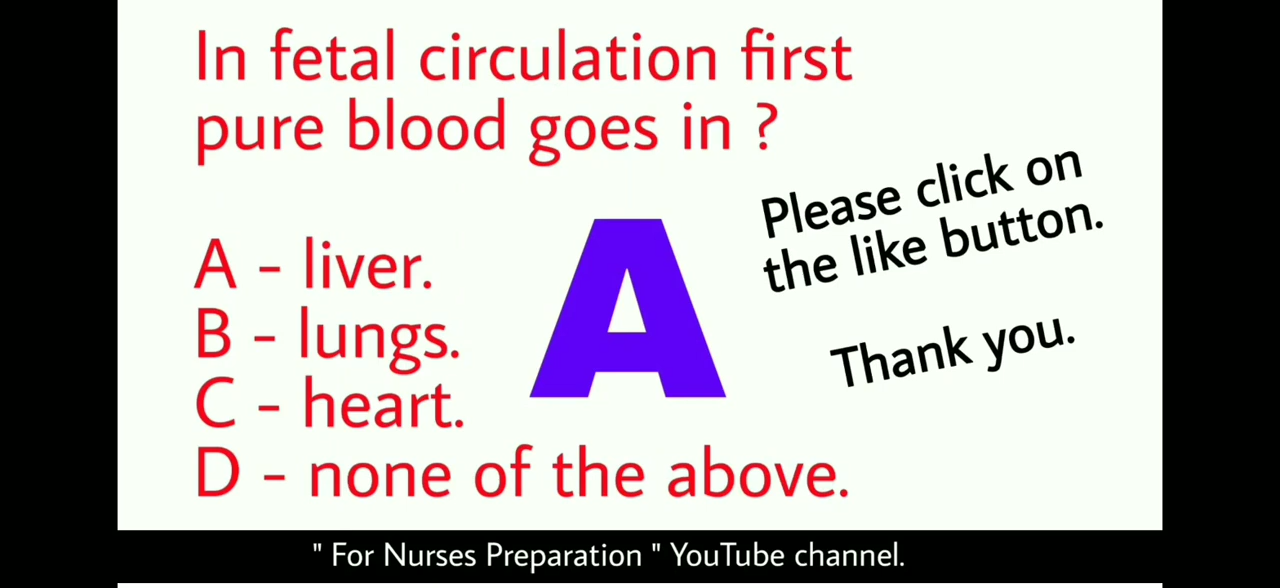 In fetal circulation first
pure blood goes in ?
A - liver.
B - lungs.
C - heart.
D - none of the above.
A
Please click on
the like button.
Thank you.
" For Nurses Preparation " YouTube channel.